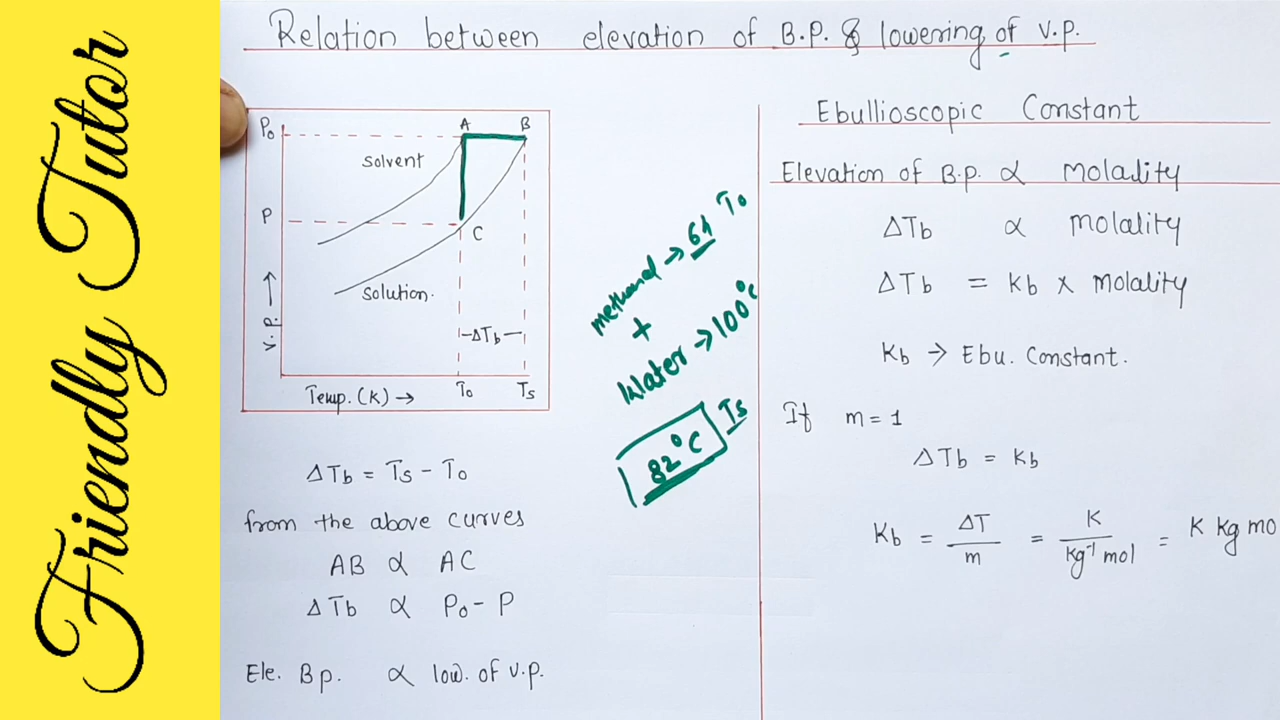 Friendly Tutor
Relation between elevation of B.P. & lowering of v.p.
P₀
A
B
solvent
P
C
solution.
v.p. →
-ΔTb-
Temp. (K) →
T₀
Ts
ΔTb = Ts - T₀
from the above curves
AB ∝ AC
ΔTb ∝ P₀ - P
Ele. Bp. ∝ low. of v.p.
methanol → 64 T₀
+
Water → 100°C
82°C Ts
Ebullioscopic Constant
Elevation of B.p. ∝ Molality
ΔTb ∝ Molality
ΔTb = Kb x Molality
Kb → Ebu. Constant.
If m = 1
ΔTb = Kb
Kb = ΔT / m = K / Kg⁻¹ mol = K Kg mo